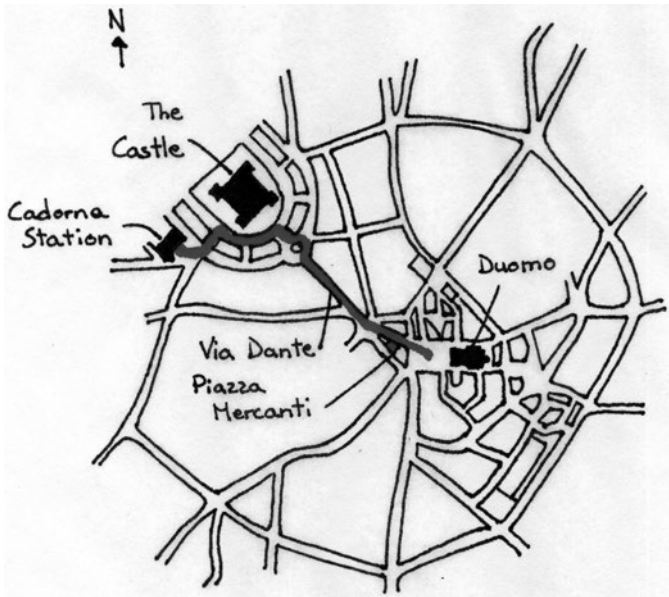 N
The
Castle
Cadorna
Station
Duomo
Via Dante
Piazza
Mercanti